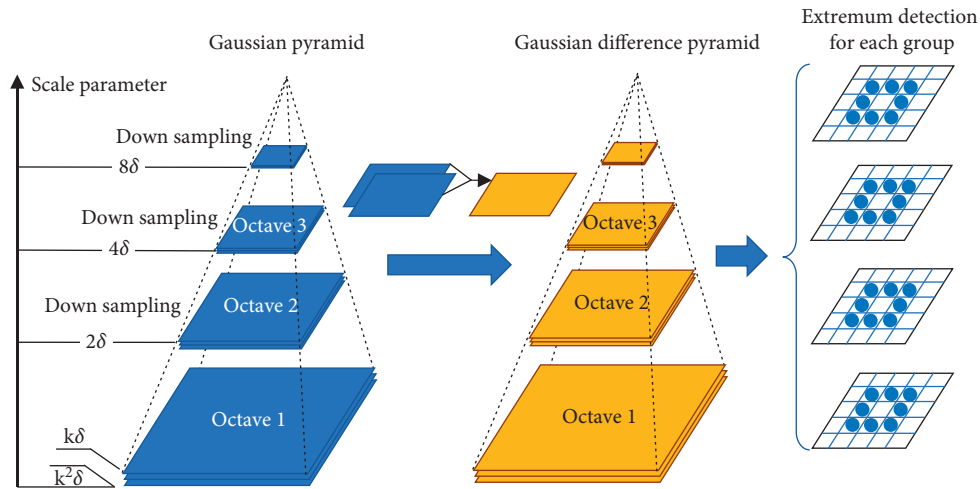 Gaussian pyramid
Gaussian difference pyramid
Extremum detection
for each group
Scale parameter
Down sampling
8δ
Down sampling
4δ
Down sampling
2δ
kδ
k²δ
Octave 3
Octave 2
Octave 1
Octave 3
Octave 2
Octave 1